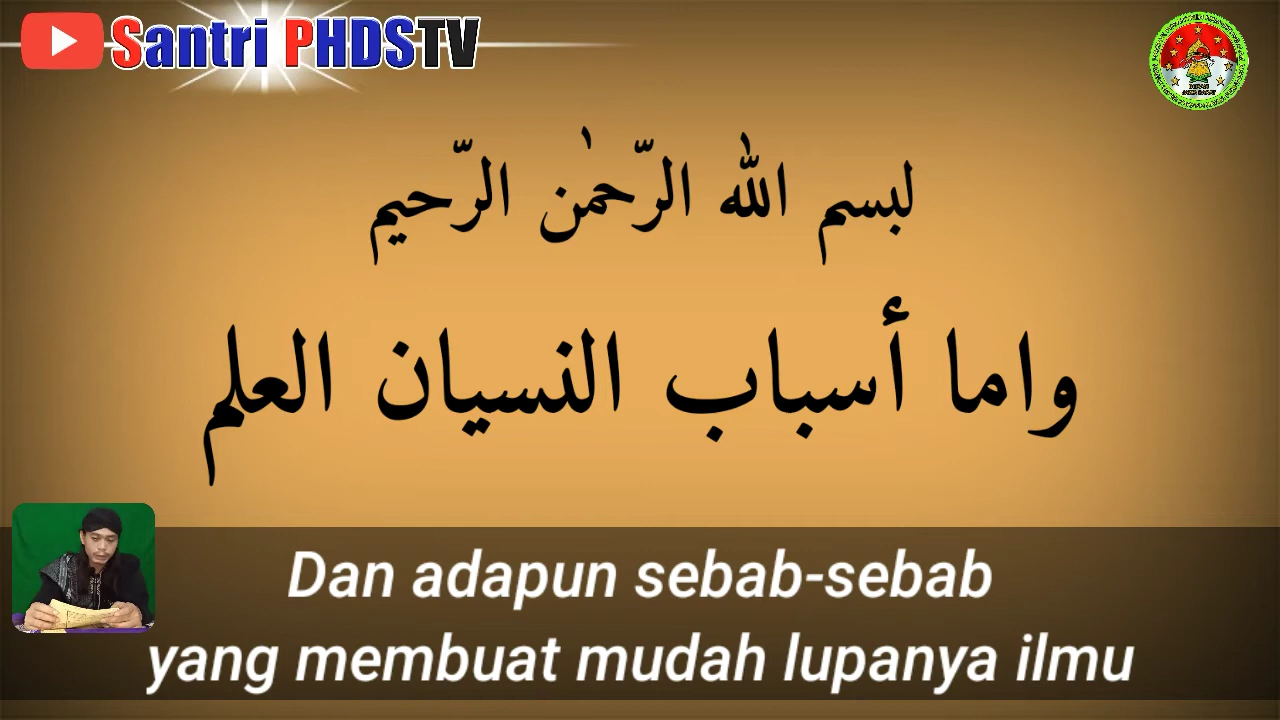 Santri PHDSTV
لبسم الله الرّحمٰن الرّحيم
واما أسباب النسيان العلم
Dan adapun sebab-sebab
yang membuat mudah lupanya ilmu